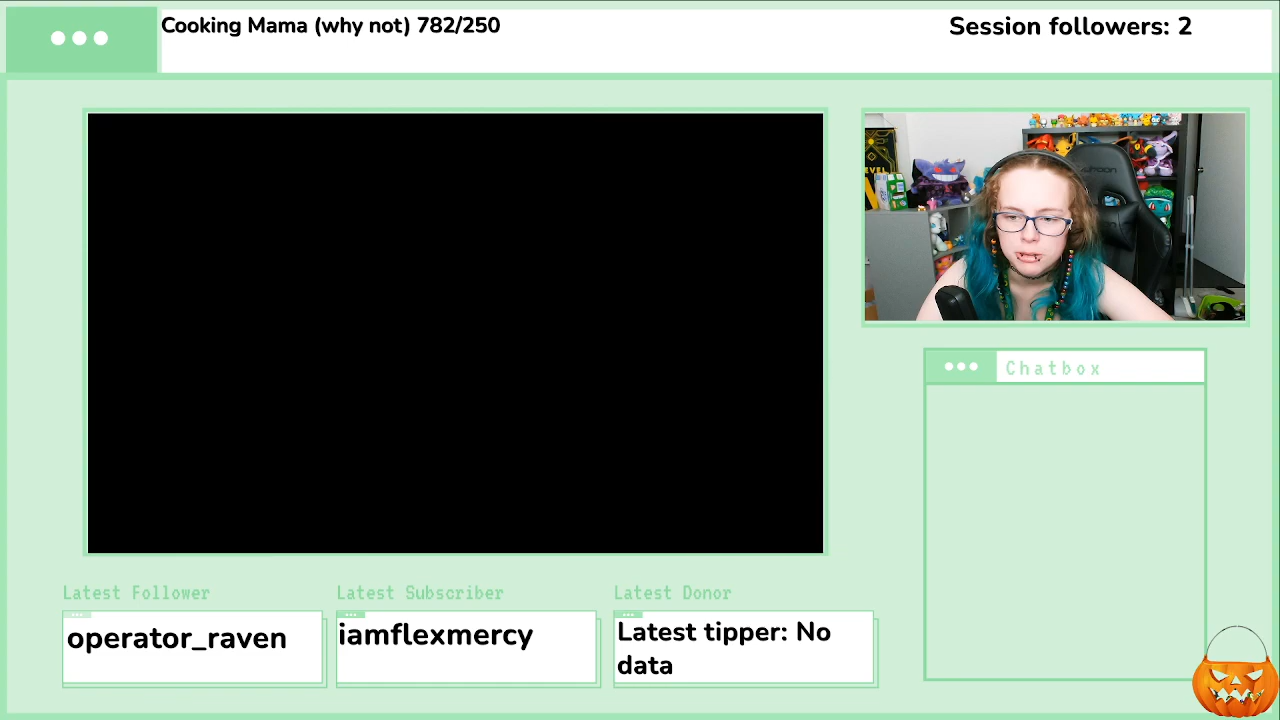 Cooking Mama (why not) 782/250
Session followers: 2
EVEL
Chatbox
Latest Follower
Latest Subscriber
Latest Donor
operator_raven
iamflexmercy
Latest tipper: No
data